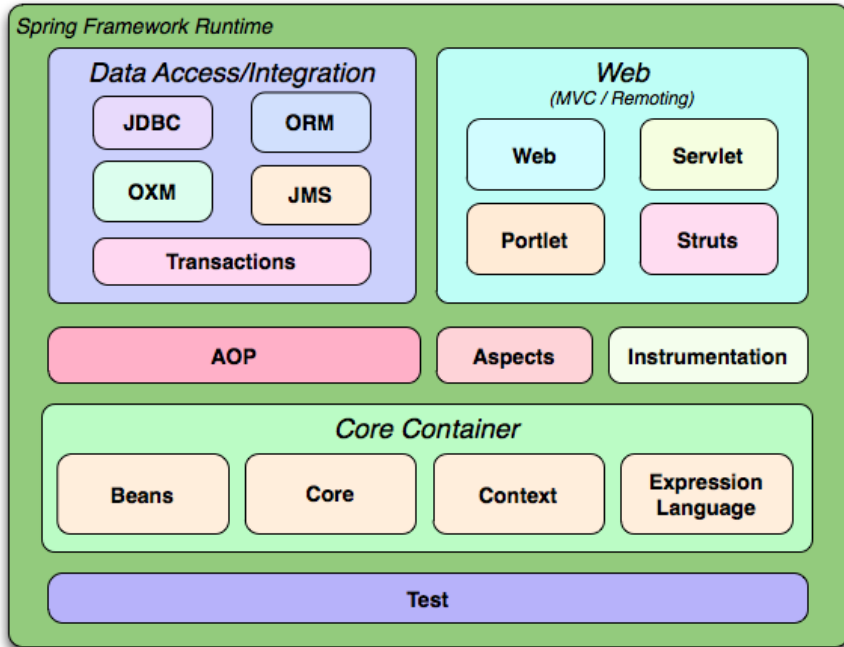 Spring Framework Runtime
Data Access/Integration
JDBC
ORM
OXM
JMS
Transactions
Web
(MVC / Remoting)
Web
Servlet
Portlet
Struts
AOP
Aspects
Instrumentation
Core Container
Beans
Core
Context
Expression
Language
Test